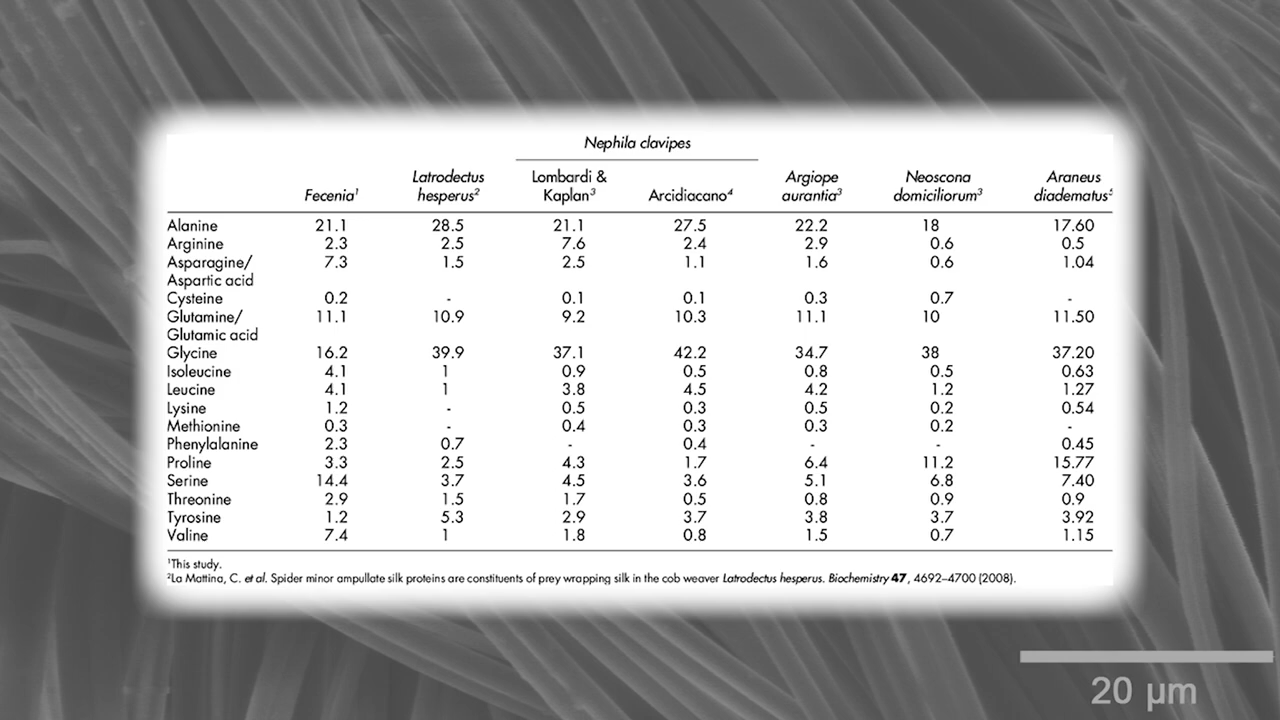 Nephila clavipes
Fecenia¹ Latrodectus hesperus² Lombardi & Kaplan³ Arcidiacano⁴ Argiope aurantia³ Neoscona domiciliorum³ Araneus diadematus⁵
Alanine 21.1 28.5 21.1 27.5 22.2 18 17.60
Arginine 2.3 2.5 7.6 2.4 2.9 0.6 0.5
Asparagine/ 7.3 1.5 2.5 1.1 1.6 0.6 1.04
Aspartic acid
Cysteine 0.2 - 0.1 0.1 0.3 0.7 -
Glutamine/ 11.1 10.9 9.2 10.3 11.1 10 11.50
Glutamic acid
Glycine 16.2 39.9 37.1 42.2 34.7 38 37.20
Isoleucine 4.1 1 0.9 0.5 0.8 0.5 0.63
Leucine 4.1 1 3.8 4.5 4.2 1.2 1.27
Lysine 1.2 - 0.5 0.3 0.5 0.2 0.54
Methionine 0.3 - 0.4 0.3 0.3 0.2 -
Phenylalanine 2.3 0.7 - 0.4 - - 0.45
Proline 3.3 2.5 4.3 1.7 6.4 11.2 15.77
Serine 14.4 3.7 4.5 3.6 5.1 6.8 7.40
Threonine 2.9 1.5 1.7 0.5 0.8 0.9 0.9
Tyrosine 1.2 5.3 2.9 3.7 3.8 3.7 3.92
Valine 7.4 1 1.8 0.8 1.5 0.7 1.15
¹This study.
²La Mattina, C. et al. Spider minor ampullate silk proteins are constituents of prey wrapping silk in the cob weaver Latrodectus hesperus. Biochemistry 47, 4692–4700 (2008).
20 µm